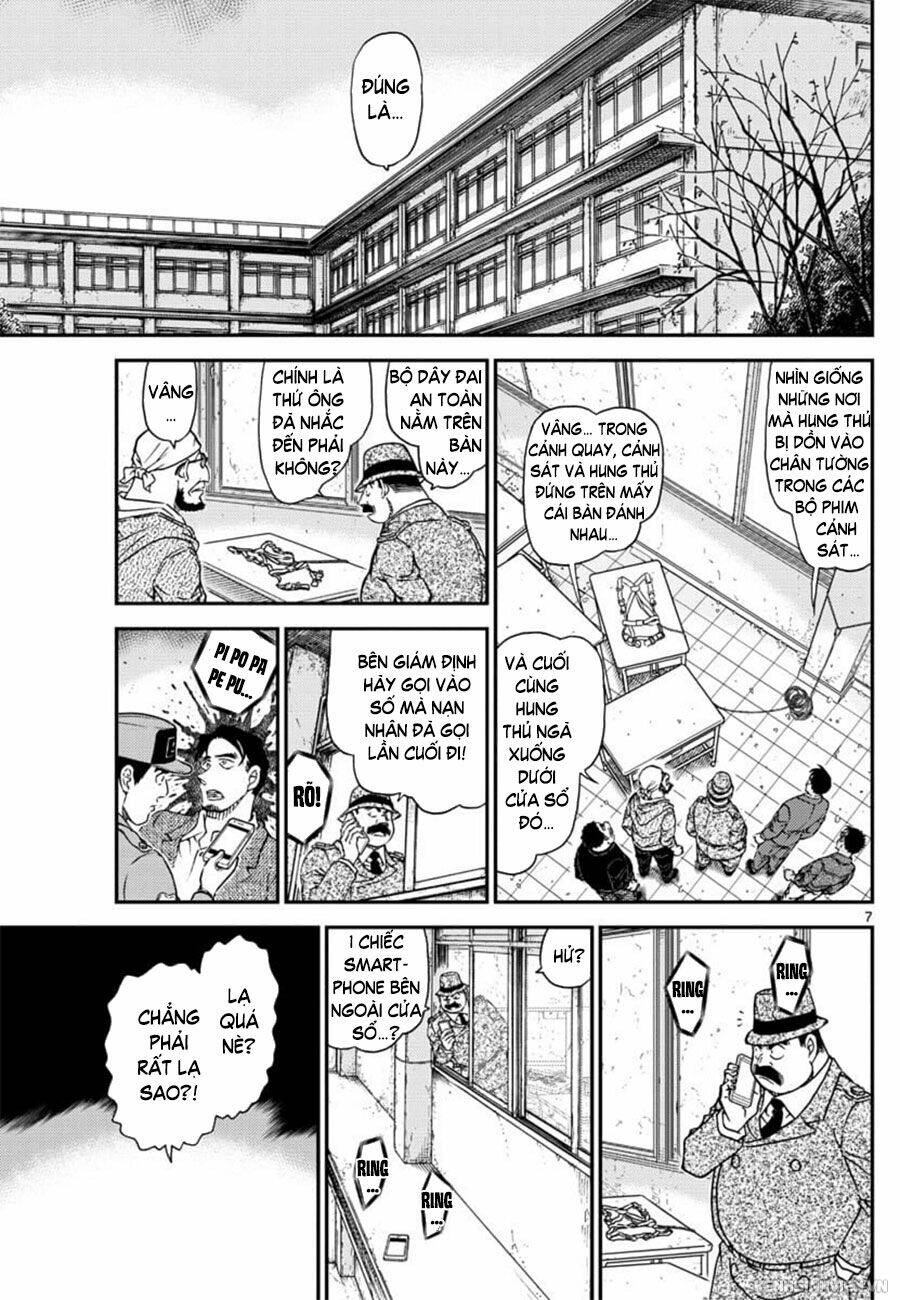 ĐÚNG
LÀ...
NHÌN GIỐNG
NHỮNG NƠI
MÀ HUNG THỦ
BỊ DỒN VÀO
CHÂN TƯỜNG
TRONG CÁC
BỘ PHIM
CẢNH
SÁT...
VÂNG... TRONG
CẢNH QUAY, CẢNH
SÁT VÀ HUNG THỦ
ĐỨNG TRÊN MẤY
CÁI BÀN ĐÁNH
NHAU...
VÀ CUỐI
CÙNG
HUNG
THỦ NGÃ
XUỐNG
DƯỚI
CỬA SỔ
ĐÓ...
BỘ DÂY ĐAI
AN TOÀN
NẰM TRÊN
BÀN
NÀY...
CHÍNH LÀ
THỨ ÔNG
ĐÃ NHẮC
ĐẾN PHẢI
KHÔNG?
VÂNG
...
BÊN GIÁM ĐỊNH
HÃY GỌI VÀO
SỐ MÀ NẠN
NHÂN ĐÃ GỌI
LẦN CUỐI ĐI!
RÕ!
PI PO PA
PE PU...
7
RING
...
RING
...
HỬ?
1 CHIẾC
SMART-
PHONE BÊN
NGOÀI CỬA
SỔ...?
RING
...
RING
...
LẠ
QUÁ
NÈ?
CHẲNG
PHẢI
RẤT LẠ
SAO?!